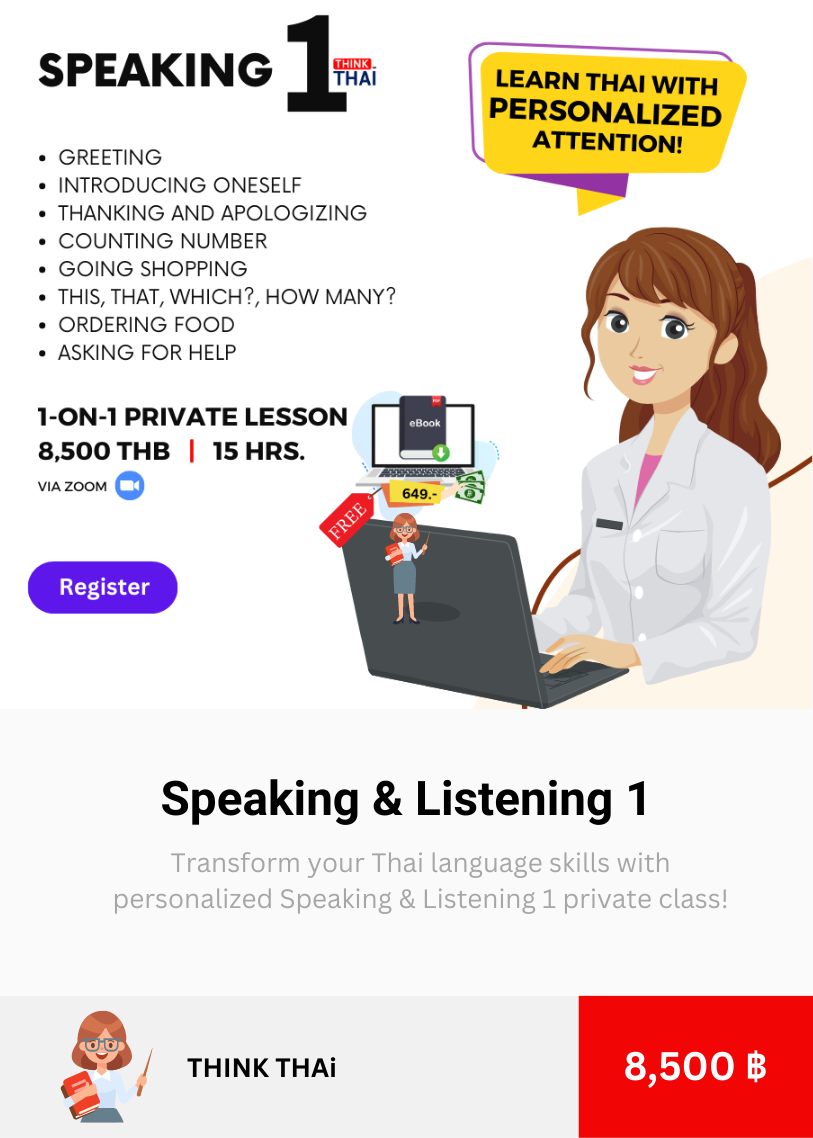 SPEAKING 1
THINK
THAi
LEARN THAI WITH
PERSONALIZED
ATTENTION!
• GREETING
• INTRODUCING ONESELF
• THANKING AND APOLOGIZING
• COUNTING NUMBER
• GOING SHOPPING
• THIS, THAT, WHICH?, HOW MANY?
• ORDERING FOOD
• ASKING FOR HELP
1-ON-1 PRIVATE LESSON
8,500 THB | 15 HRS.
VIA ZOOM
PDF
eBook
649.-
FREE
Register
Speaking & Listening 1
Transform your Thai language skills with
personalized Speaking & Listening 1 private class!
THINK THAi
8,500 ฿